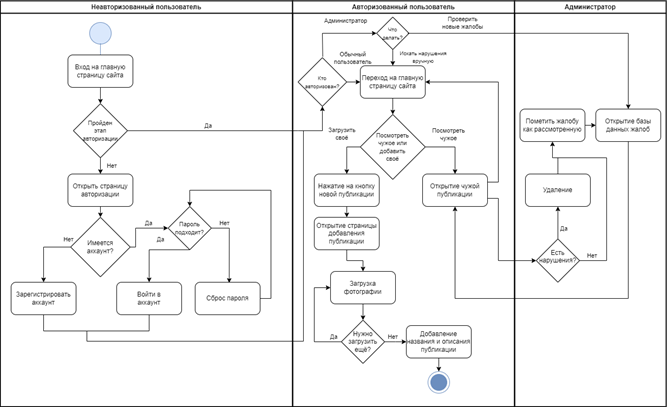 Неавторизованный пользователь
Вход на главную
страницу сайта
Пройден
этап
авторизации
Да
Нет
Открыть страницу
авторизации
Имеется
аккаунт?
Нет
Да
Пароль
подходит?
Да
Нет
Зарегистрировать
аккаунт
Войти в
аккаунт
Сброс пароля
Авторизованный пользователь
Администратор
Что
делать?
Проверить
новые жалобы
Обычный
пользователь
Искать нарушения
вручную
Кто
авторизован?
Переход на главную
страницу сайта
Загрузить
своё
Посмотреть
чужое или
добавить
своё
Посмотреть
чужое
Нажатие на кнопку
новой публикации
Открытие чужой
публикации
Открытие страницы
добавления
публикации
Загрузка
фотографии
Да
Нужно
загрузить
ещё?
Нет
Добавление
названия и описания
публикации
Администратор
Пометить жалобу
как рассмотренную
Открытие базы
данных жалоб
Удаление
Да
Есть
нарушения?
Нет